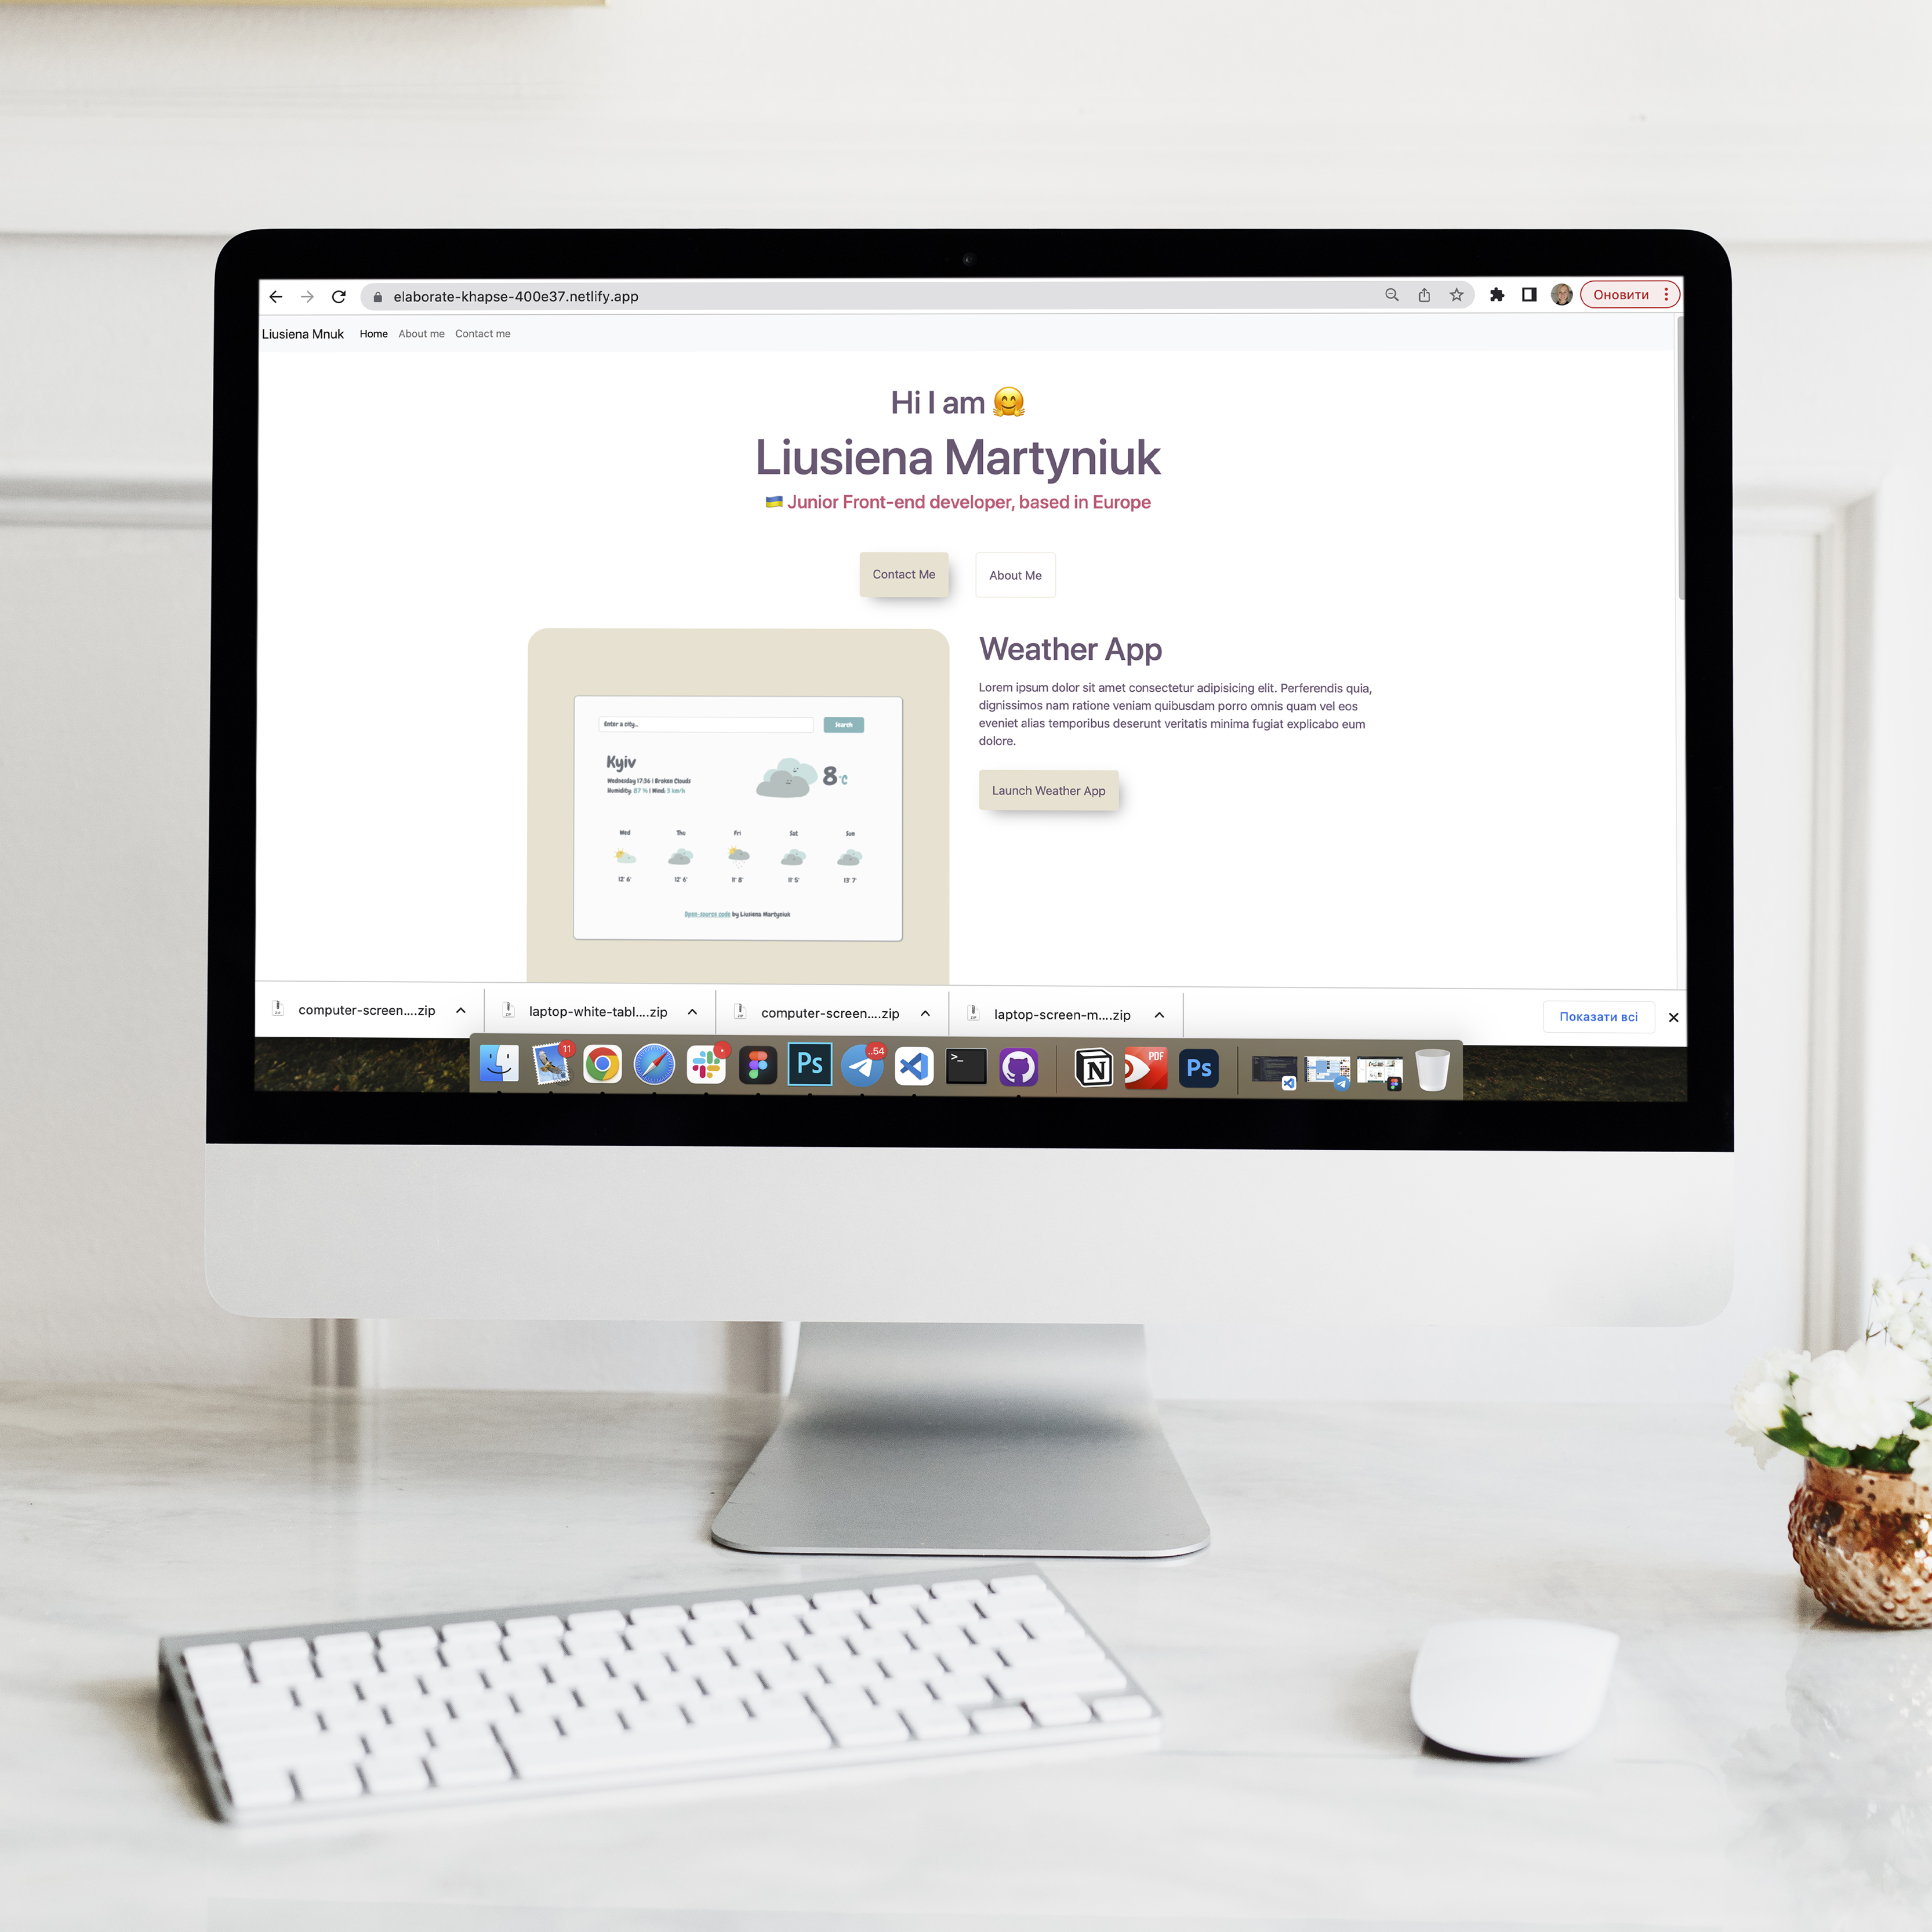 elaborate-khapse-400e37.netlify.app
Оновити
Liusiena Mnuk Home About me Contact me
Hi I am 🤗
Liusiena Martyniuk
🇺🇦 Junior Front-end developer, based in Europe
Contact Me About Me
Enter a city..
Search
Kyiv
Wednesday 17:36 | Broken Clouds
Humidity: 87 % | Wind: 3 km/h
8 °C
Wed Thu Fri Sat Sun
12° 6° 12° 6° 11° 8° 11° 5° 13° 7°
Open-source code by Liusiena Martyniuk
Weather App
Lorem ipsum dolor sit amet consectetur adipisicing elit. Perferendis quia,
dignissimos nam ratione veniam quibusdam porro omnis quam vel eos
eveniet alias temporibus deserunt veritatis minima fugiat explicabo eum
dolore.
Launch Weather App
computer-screen....zip
laptop-white-tabl....zip
computer-screen....zip
laptop-screen-m....zip
Показати всі
11
Ps
..54
>_
N
PDF
Ps